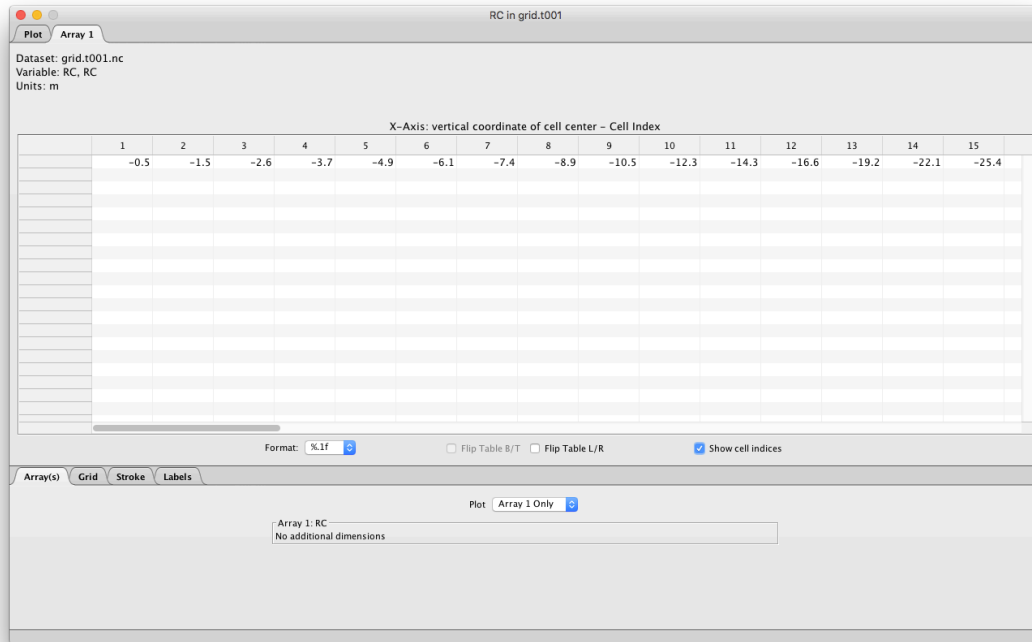 RC in grid.t001
Plot Array 1
Dataset: grid.t001.nc
Variable: RC, RC
Units: m
X-Axis: vertical coordinate of cell center – Cell Index
1 2 3 4 5 6 7 8 9 10 11 12 13 14 15
-0.5 -1.5 -2.6 -3.7 -4.9 -6.1 -7.4 -8.9 -10.5 -12.3 -14.3 -16.6 -19.2 -22.1 -25.4
Format: %.1f Flip Table B/T Flip Table L/R Show cell indices
Array(s) Grid Stroke Labels
Plot Array 1 Only
Array 1: RC
No additional dimensions